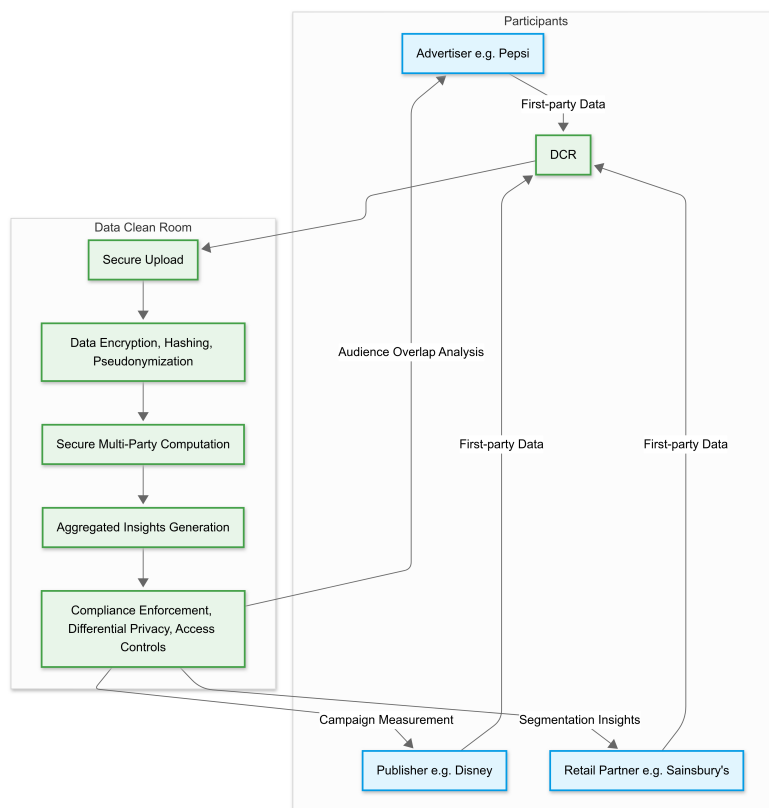 Participants
Advertiser e.g. Pepsi
First-party Data
DCR
Data Clean Room
Secure Upload
Data Encryption, Hashing,
Pseudonymization
Audience Overlap Analysis
Secure Multi-Party Computation
First-party Data
First-party Data
Aggregated Insights Generation
Compliance Enforcement,
Differential Privacy, Access
Controls
Campaign Measurement
Segmentation Insights
Publisher e.g. Disney
Retail Partner e.g. Sainsbury's